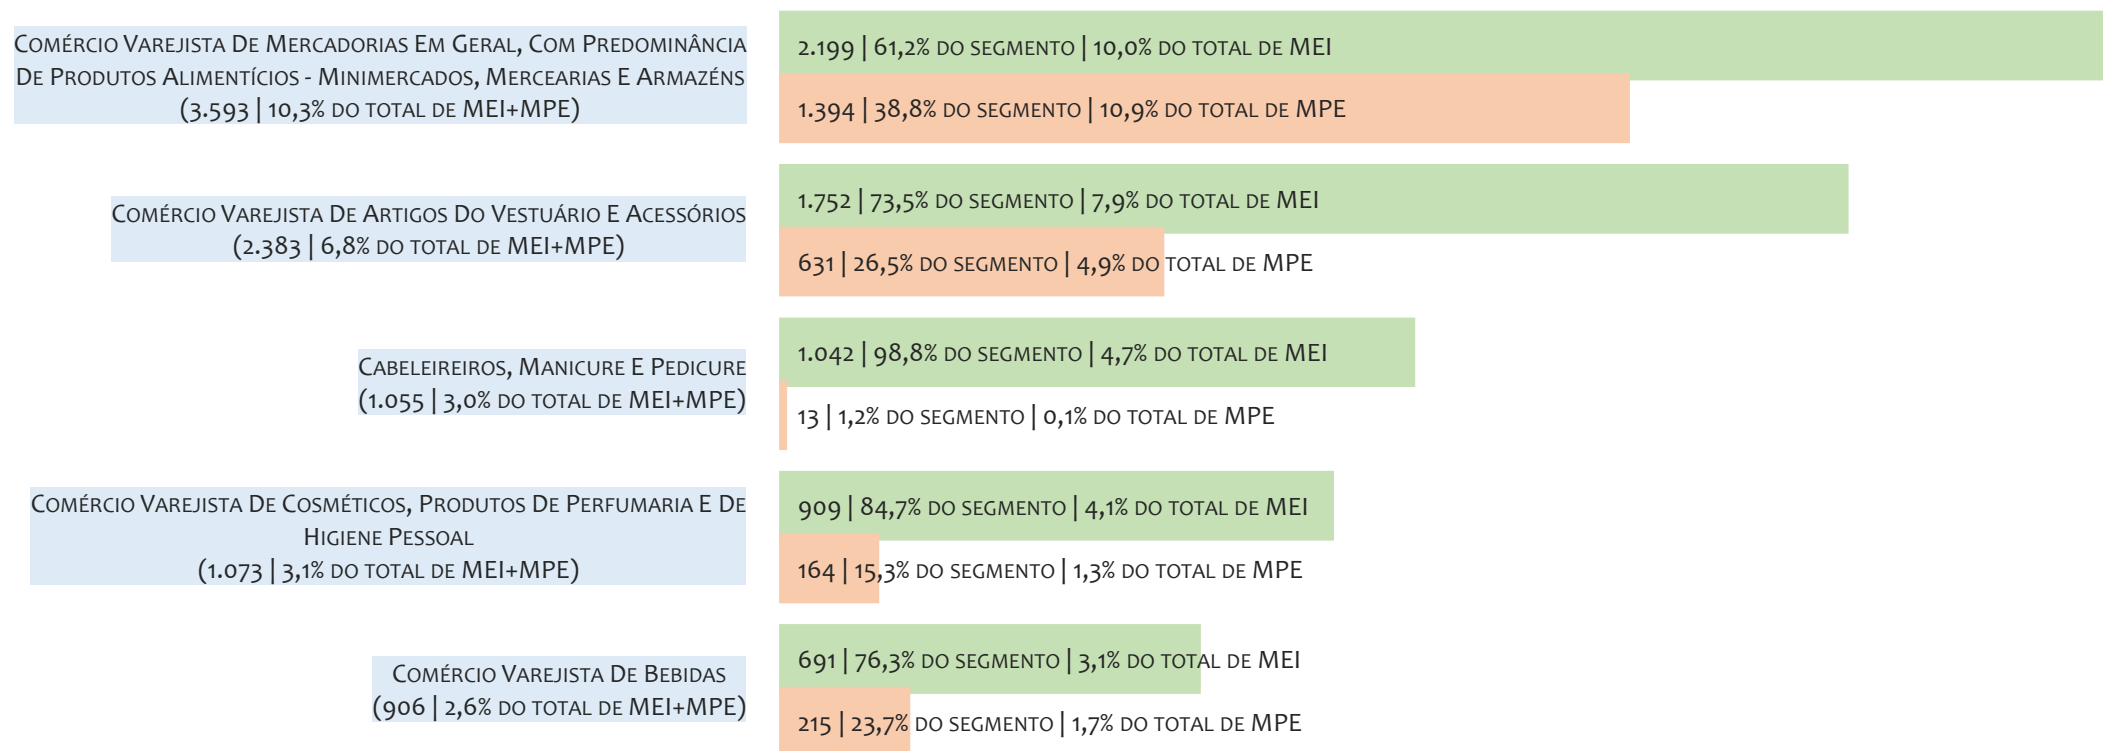 Comércio Varejista De Mercadorias Em Geral, Com Predominância
De Produtos Alimentícios - Minimercados, Mercearias E Armazéns
(3.593 | 10,3% do total de MEI+MPE)
2.199 | 61,2% do segmento | 10,0% do total de MEI
1.394 | 38,8% do segmento | 10,9% do total de MPE
Comércio Varejista De Artigos Do Vestuário E Acessórios
(2.383 | 6,8% do total de MEI+MPE)
1.752 | 73,5% do segmento | 7,9% do total de MEI
631 | 26,5% do segmento | 4,9% do total de MPE
Cabeleireiros, Manicure E Pedicure
(1.055 | 3,0% do total de MEI+MPE)
1.042 | 98,8% do segmento | 4,7% do total de MEI
13 | 1,2% do segmento | 0,1% do total de MPE
Comércio Varejista De Cosméticos, Produtos De Perfumaria E De
Higiene Pessoal
(1.073 | 3,1% do total de MEI+MPE)
909 | 84,7% do segmento | 4,1% do total de MEI
164 | 15,3% do segmento | 1,3% do total de MPE
Comércio Varejista De Bebidas
(906 | 2,6% do total de MEI+MPE)
691 | 76,3% do segmento | 3,1% do total de MEI
215 | 23,7% do segmento | 1,7% do total de MPE